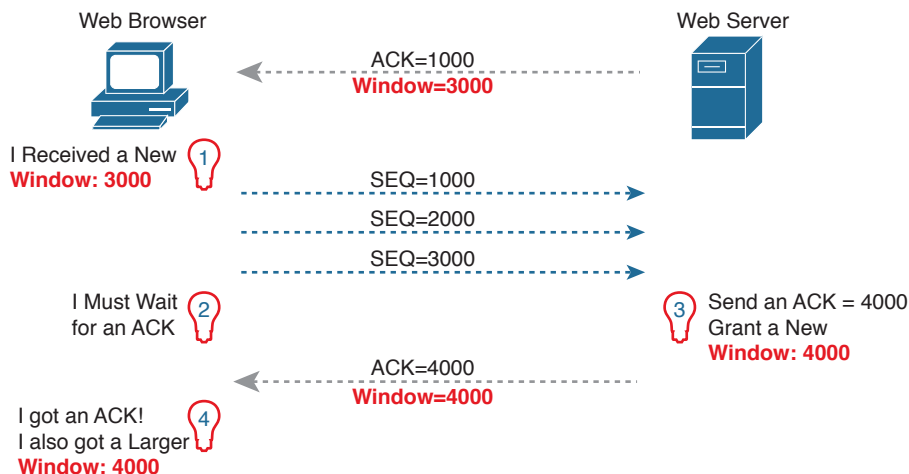 Web Browser
Web Server
ACK=1000
Window=3000
1
I Received a New
Window: 3000
SEQ=1000
SEQ=2000
SEQ=3000
2
I Must Wait
for an ACK
3
Send an ACK = 4000
Grant a New
Window: 4000
ACK=4000
Window=4000
4
I got an ACK!
I also got a Larger
Window: 4000